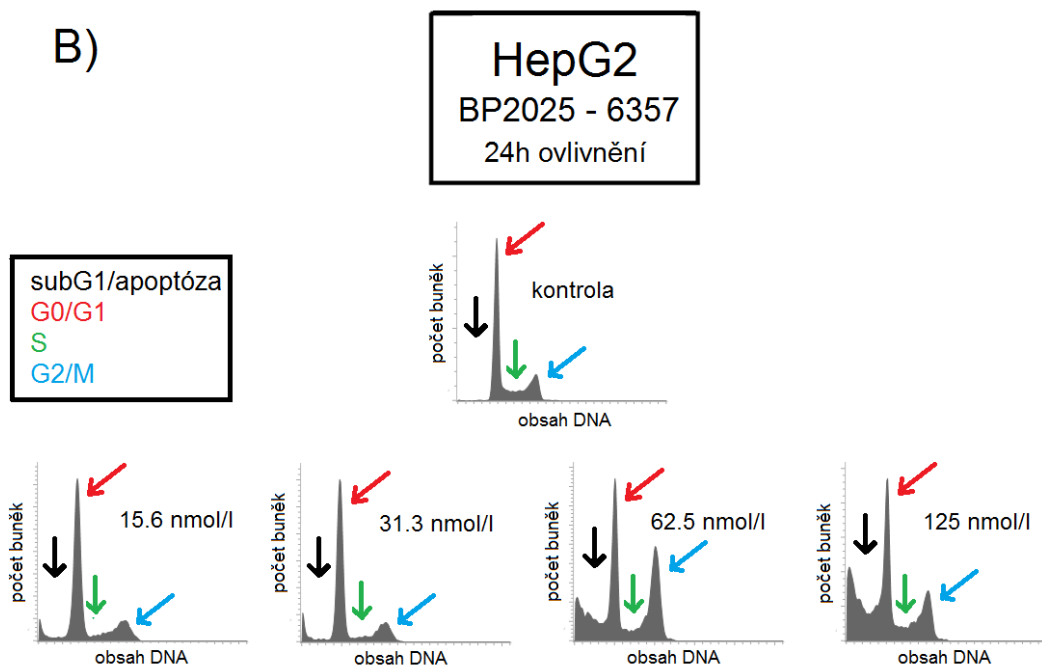 B)
HepG2
BP2025 - 6357
24h ovlivnění
subG1/apoptóza
G0/G1
S
G2/M
počet buněk
kontrola
obsah DNA
počet buněk
15.6 nmol/l
obsah DNA
počet buněk
31.3 nmol/l
obsah DNA
počet buněk
62.5 nmol/l
obsah DNA
počet buněk
125 nmol/l
obsah DNA